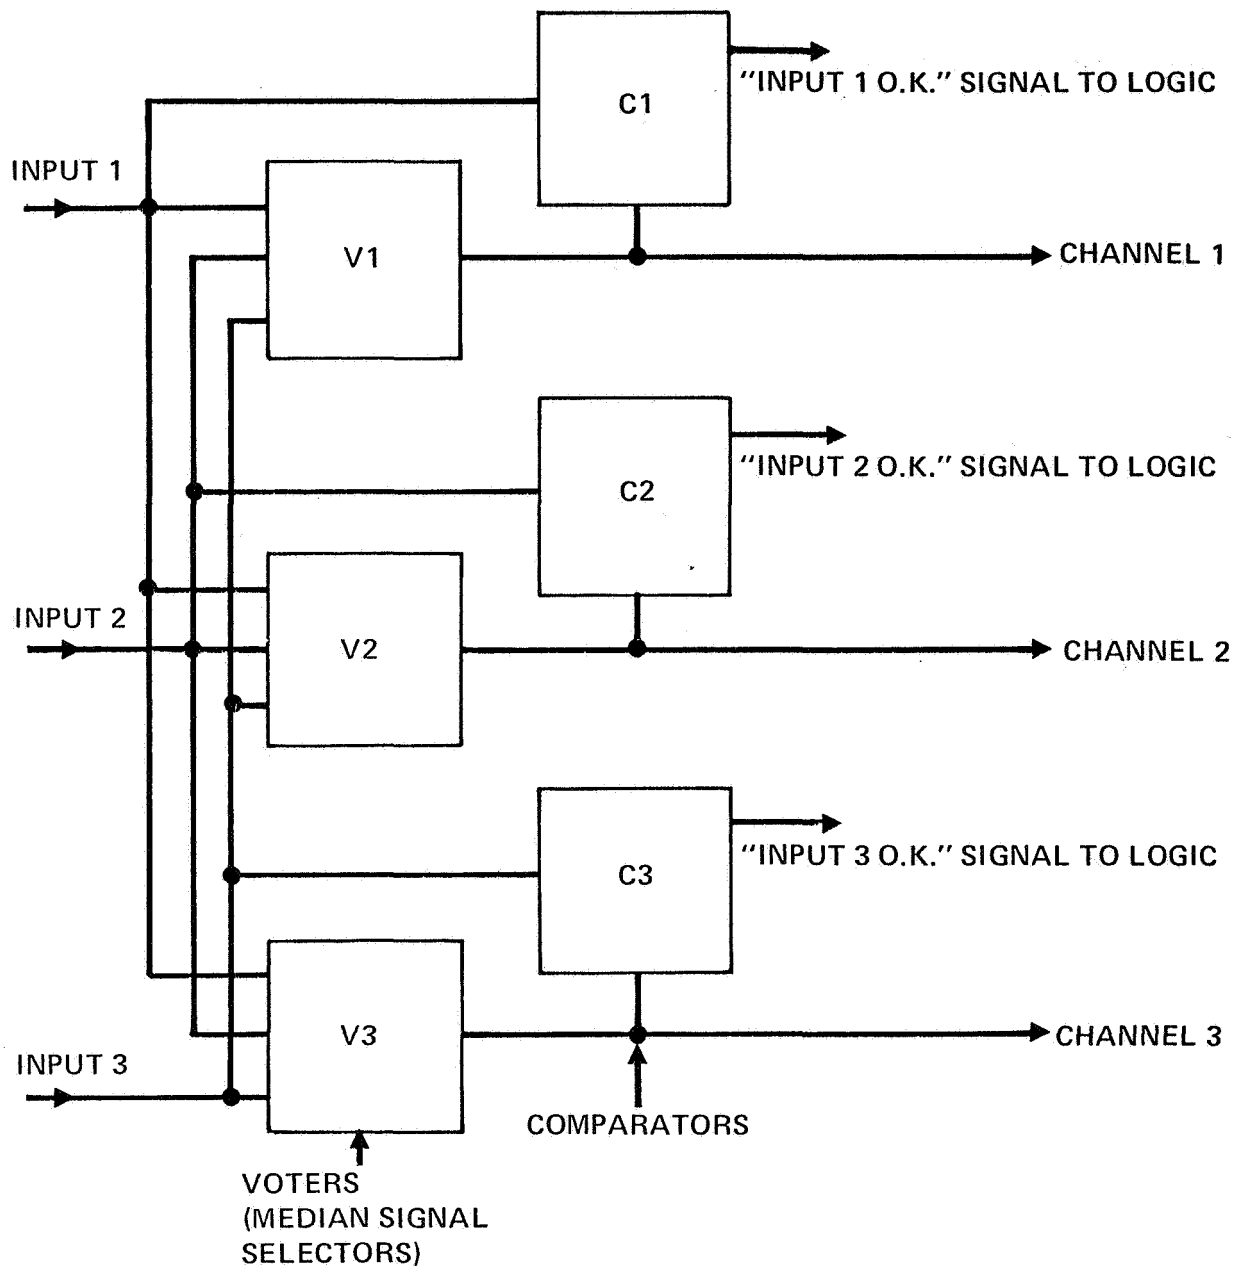 C1
"INPUT 1 O.K." SIGNAL TO LOGIC
INPUT 1
V1
CHANNEL 1
C2
"INPUT 2 O.K." SIGNAL TO LOGIC
INPUT 2
V2
CHANNEL 2
C3
"INPUT 3 O.K." SIGNAL TO LOGIC
V3
CHANNEL 3
INPUT 3
COMPARATORS
VOTERS
(MEDIAN SIGNAL
SELECTORS)